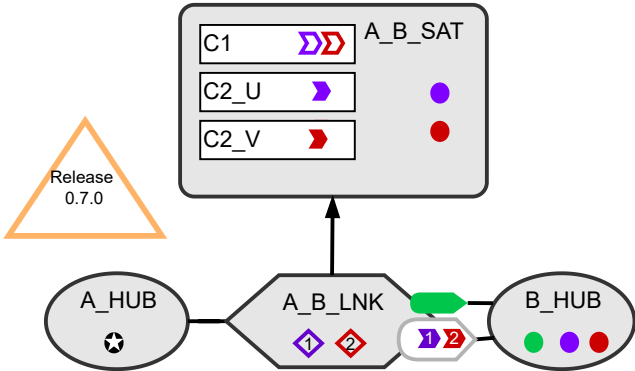 C1
A_B_SAT
C2_U
C2_V
Release
0.7.0
A_HUB
A_B_LNK
B_HUB
1
2
1
2